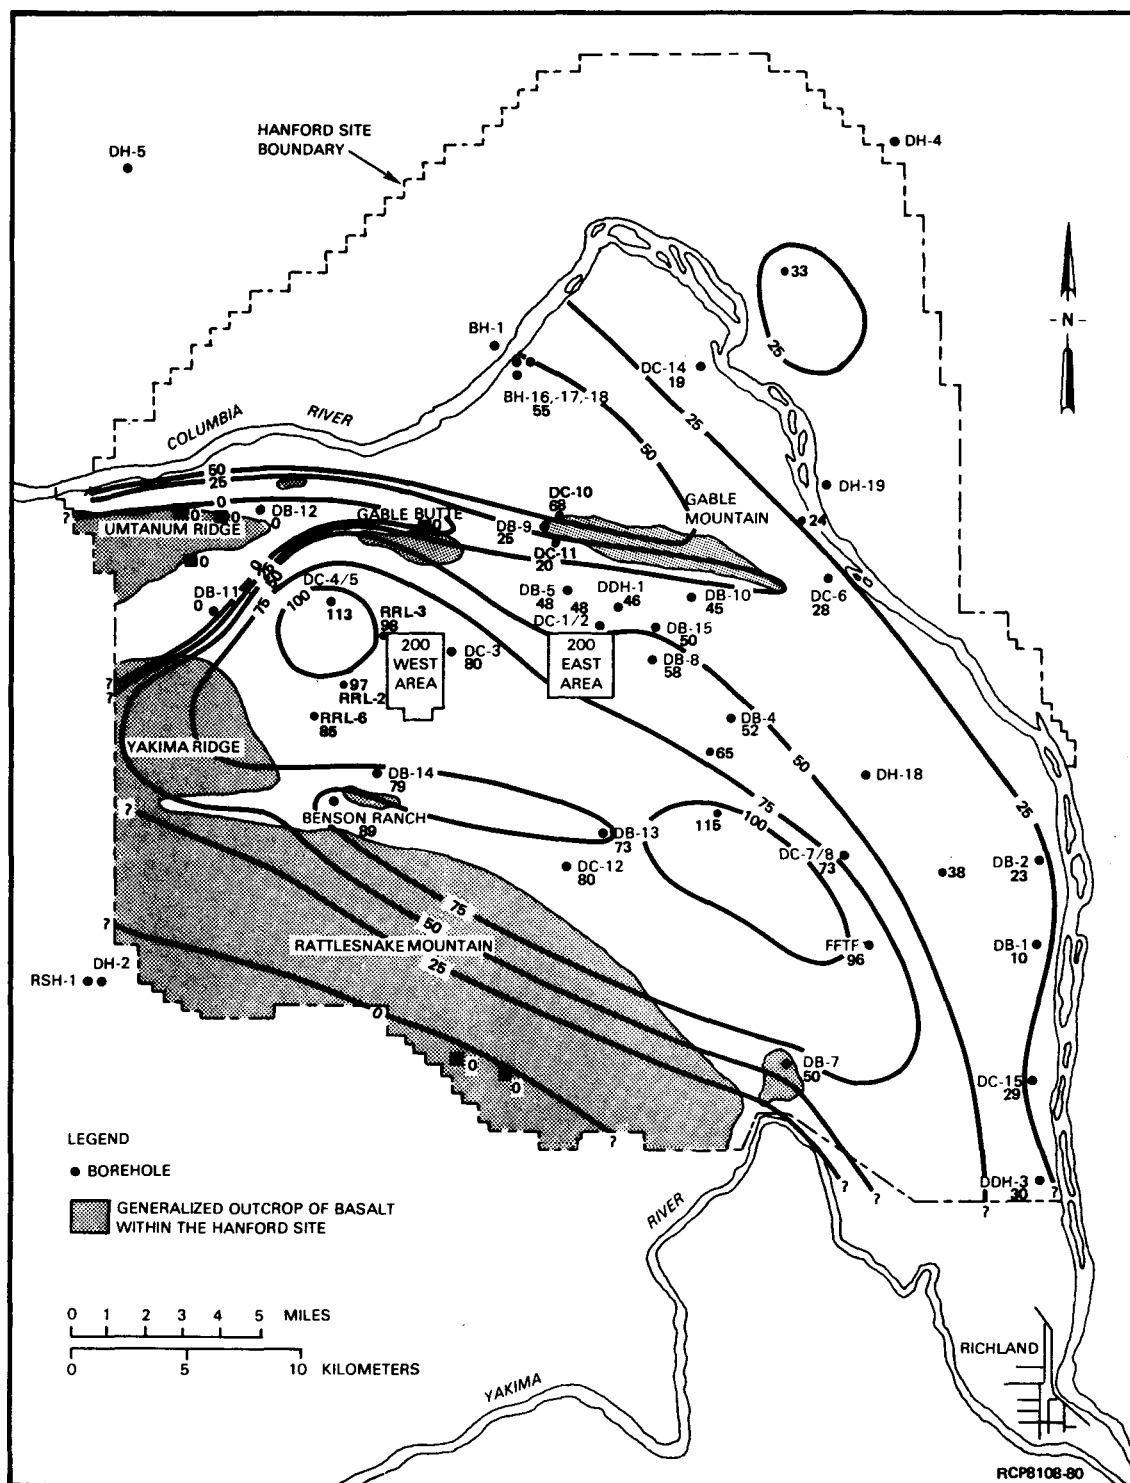 HANFORD SITE
BOUNDARY
DH-5
DH-4
33
25
-N-
BH-1
DC-14
19
BH-16,-17,-18
55
25
50
COLUMBIA
RIVER
DH-19
50
25
0
DC-10
68
GABLE
MOUNTAIN
?
0
0
UMTANUM RIDGE
DB-12
0
GABLE BUTTE
0
DB-9
25
24
DC-11
20
0
DB-11
0
0
25
50
75
100
DC-4/5
113
DB-5
48
DDH-1
46
DB-10
45
DC-6
28
RRL-3
98
48
DC-1/2
DB-15
50
200
WEST
AREA
DC-3
80
200
EAST
AREA
DB-8
58
97
RRL-2
?
?
RRL-6
85
DB-4
52
YAKIMA RIDGE
65
50
DB-14
79
DH-18
75
25
?
BENSON RANCH
89
115
100
DB-13
73
DC-7/8
73
DB-2
23
DC-12
80
38
75
50
25
?
RATTLESNAKE MOUNTAIN
FFTF
96
DB-1
10
DH-2
RSH-1
0
0
0
DB-7
50
DC-15
29
?
LEGEND
BOREHOLE
GENERALIZED OUTCROP OF BASALT
WITHIN THE HANFORD SITE
DDH-3
30
?
?
?
?
RIVER
0 1 2 3 4 5 MILES
0 5 10 KILOMETERS
YAKIMA
RICHLAND
RCP8108-80